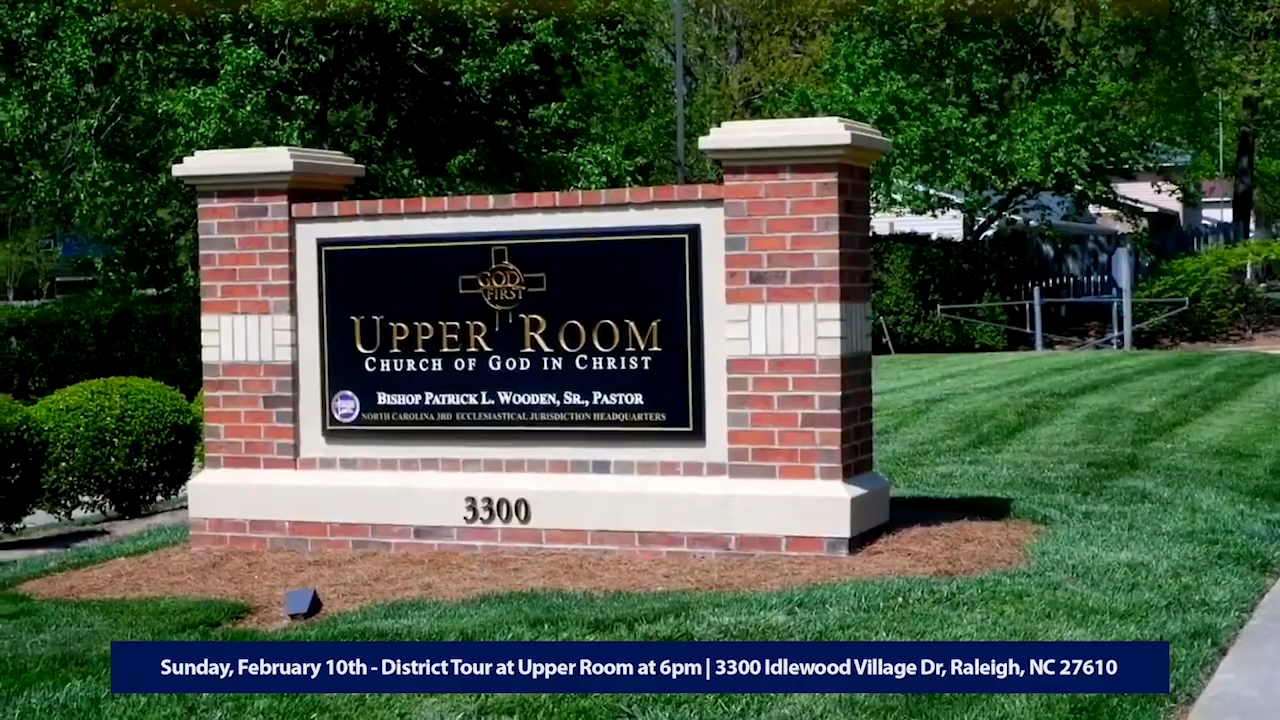 GOD
FIRST
UPPER ROOM
CHURCH OF GOD IN CHRIST
BISHOP PATRICK L. WOODEN, SR., PASTOR
NORTH CAROLINA 3RD ECCLESIASTICAL JURISDICTION HEADQUARTERS
3300
Sunday, February 10th - District Tour at Upper Room at 6pm | 3300 Idlewood Village Dr, Raleigh, NC 27610